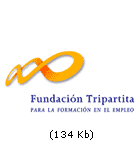 Fundación Tripartita
PARA LA FORMACIÓN EN EL EMPLEO
(134 Kb)